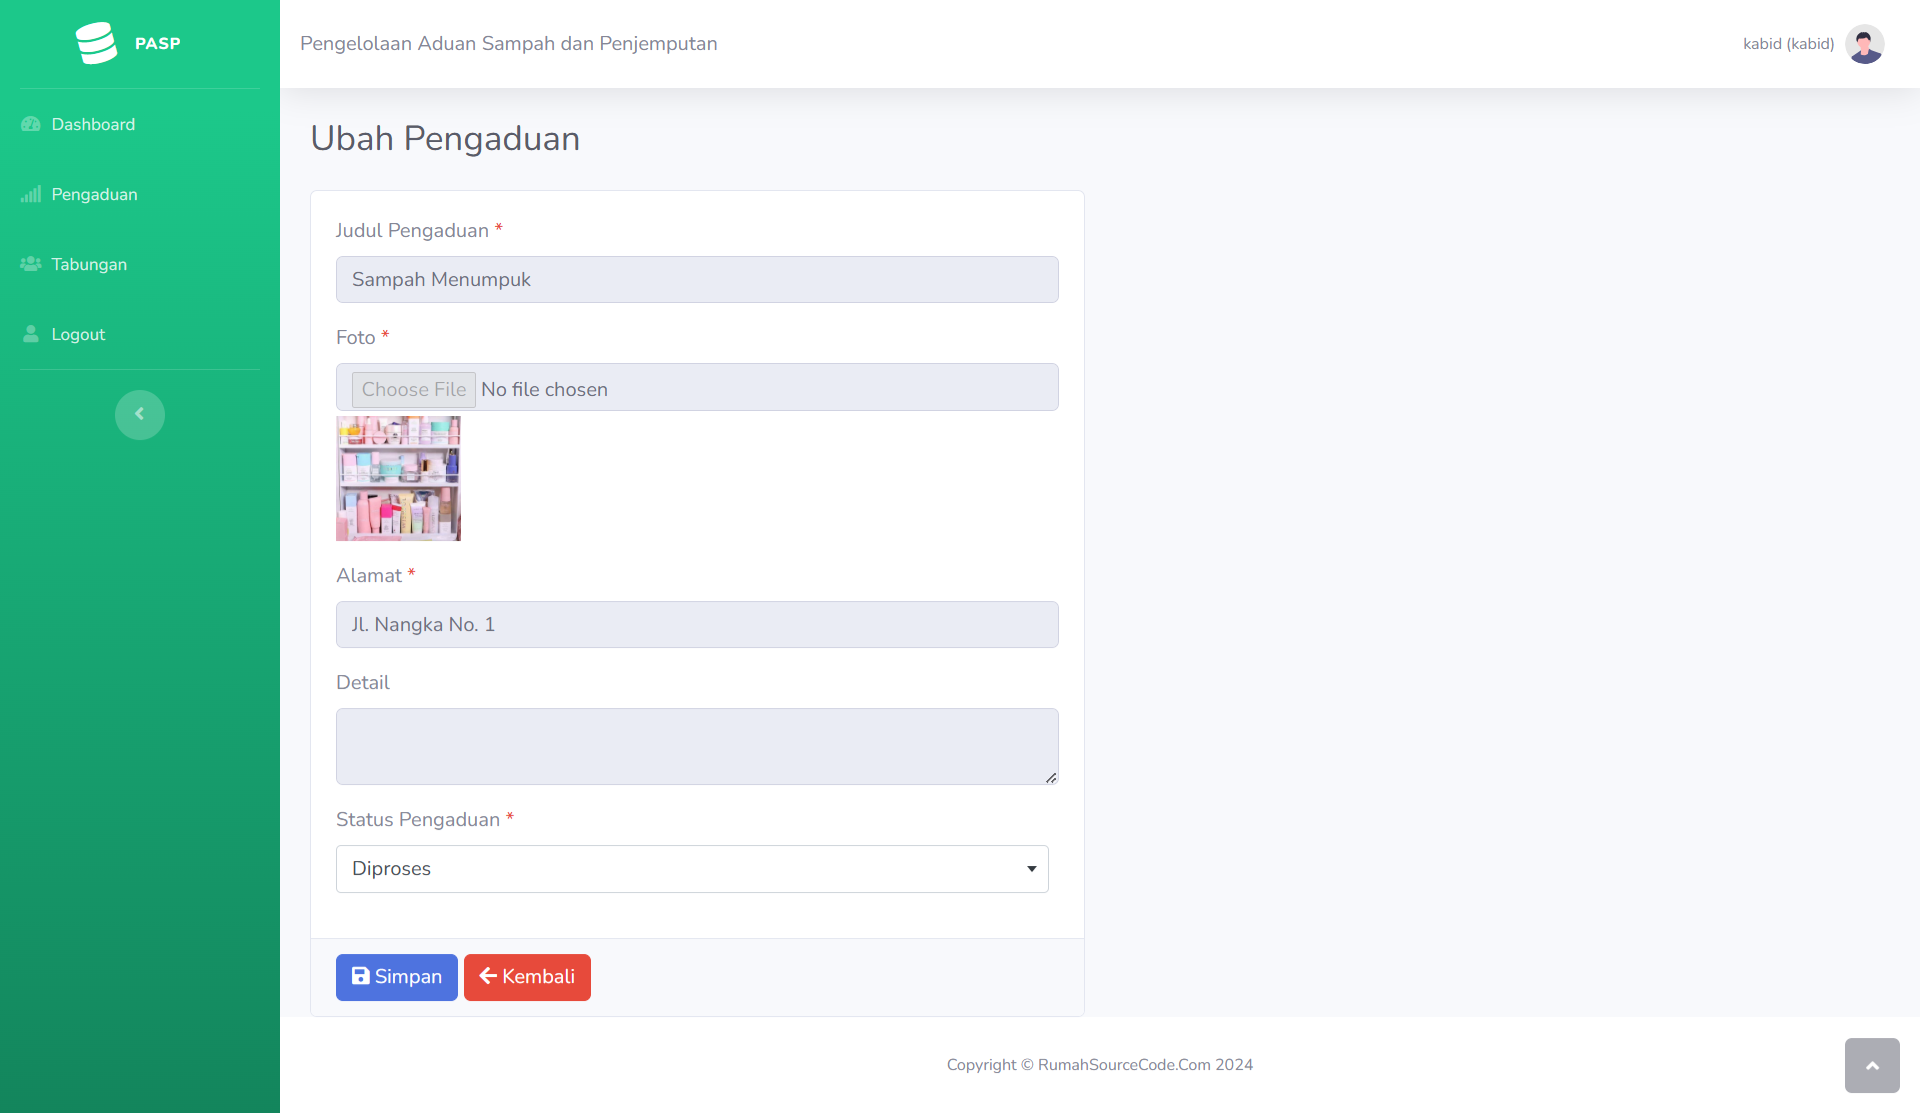 PASP
Pengelolaan Aduan Sampah dan Penjemputan
kabid (kabid)
Dashboard
Pengaduan
Tabungan
Logout
Ubah Pengaduan
Judul Pengaduan *
Sampah Menumpuk
Foto *
Choose File No file chosen
Alamat *
Jl. Nangka No. 1
Detail
Status Pengaduan *
Diproses
Simpan
Kembali
Copyright © RumahSourceCode.Com 2024